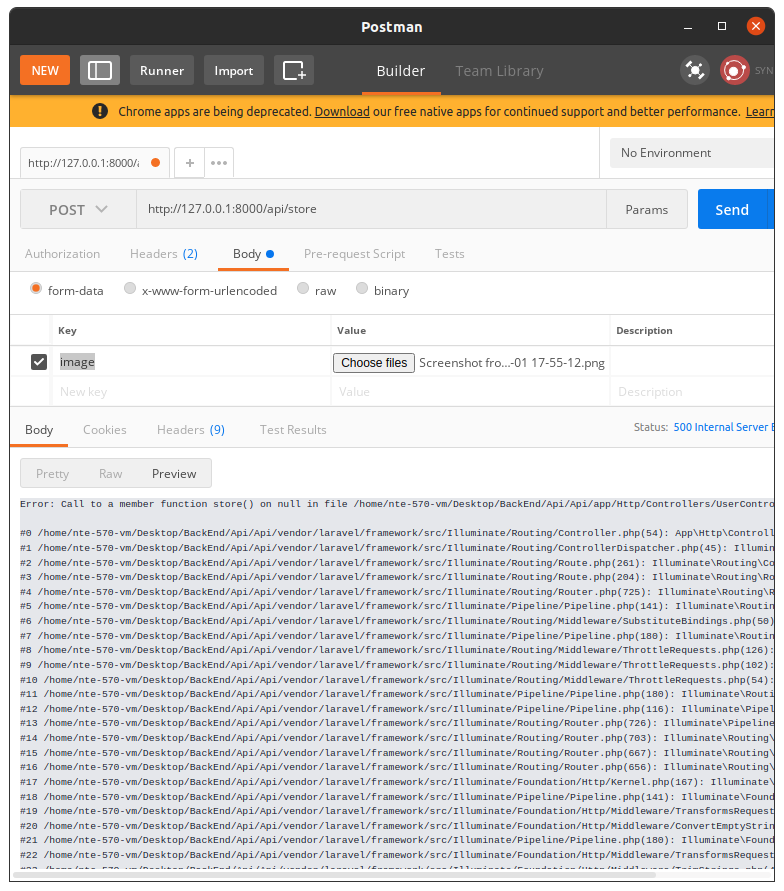 Postman
NEW Runner Import Builder Team Library SYN
Chrome apps are being deprecated. Download our free native apps for continued support and better performance. Learn
http://127.0.0.1:8000/a No Environment
POST http://127.0.0.1:8000/api/store Params Send
Authorization Headers (2) Body Pre-request Script Tests
form-data x-www-form-urlencoded raw binary
Key Value Description
image Choose files Screenshot fro...-01 17-55-12.png
New key Value Description
Body Cookies Headers (9) Test Results Status: 500 Internal Server E
Pretty Raw Preview
Error: Call to a member function store() on null in file /home/nte-570-vm/Desktop/BackEnd/Api/Api/app/Http/Controllers/UserContro
#0 /home/nte-570-vm/Desktop/BackEnd/Api/Api/vendor/laravel/framework/src/Illuminate/Routing/Controller.php(54): App\Http\Controll
#1 /home/nte-570-vm/Desktop/BackEnd/Api/Api/vendor/laravel/framework/src/Illuminate/Routing/ControllerDispatcher.php(45): Illumin
#2 /home/nte-570-vm/Desktop/BackEnd/Api/Api/vendor/laravel/framework/src/Illuminate/Routing/Route.php(261): Illuminate\Routing\Co
#3 /home/nte-570-vm/Desktop/BackEnd/Api/Api/vendor/laravel/framework/src/Illuminate/Routing/Route.php(204): Illuminate\Routing\Ro
#4 /home/nte-570-vm/Desktop/BackEnd/Api/Api/vendor/laravel/framework/src/Illuminate/Routing/Router.php(725): Illuminate\Routing\R
#5 /home/nte-570-vm/Desktop/BackEnd/Api/Api/vendor/laravel/framework/src/Illuminate/Pipeline/Pipeline.php(141): Illuminate\Routin
#6 /home/nte-570-vm/Desktop/BackEnd/Api/Api/vendor/laravel/framework/src/Illuminate/Routing/Middleware/SubstituteBindings.php(50)
#7 /home/nte-570-vm/Desktop/BackEnd/Api/Api/vendor/laravel/framework/src/Illuminate/Pipeline/Pipeline.php(180): Illuminate\Routin
#8 /home/nte-570-vm/Desktop/BackEnd/Api/Api/vendor/laravel/framework/src/Illuminate/Routing/Middleware/ThrottleRequests.php(126):
#9 /home/nte-570-vm/Desktop/BackEnd/Api/Api/vendor/laravel/framework/src/Illuminate/Routing/Middleware/ThrottleRequests.php(102):
#10 /home/nte-570-vm/Desktop/BackEnd/Api/Api/vendor/laravel/framework/src/Illuminate/Routing/Middleware/ThrottleRequests.php(54):
#11 /home/nte-570-vm/Desktop/BackEnd/Api/Api/vendor/laravel/framework/src/Illuminate/Pipeline/Pipeline.php(180): Illuminate\Routi
#12 /home/nte-570-vm/Desktop/BackEnd/Api/Api/vendor/laravel/framework/src/Illuminate/Pipeline/Pipeline.php(116): Illuminate\Pipel
#13 /home/nte-570-vm/Desktop/BackEnd/Api/Api/vendor/laravel/framework/src/Illuminate/Routing/Router.php(726): Illuminate\Pipeline
#14 /home/nte-570-vm/Desktop/BackEnd/Api/Api/vendor/laravel/framework/src/Illuminate/Routing/Router.php(703): Illuminate\Routing\
#15 /home/nte-570-vm/Desktop/BackEnd/Api/Api/vendor/laravel/framework/src/Illuminate/Routing/Router.php(667): Illuminate\Routing\
#16 /home/nte-570-vm/Desktop/BackEnd/Api/Api/vendor/laravel/framework/src/Illuminate/Routing/Router.php(656): Illuminate\Routing\
#17 /home/nte-570-vm/Desktop/BackEnd/Api/Api/vendor/laravel/framework/src/Illuminate/Foundation/Http/Kernel.php(167): Illuminate\
#18 /home/nte-570-vm/Desktop/BackEnd/Api/Api/vendor/laravel/framework/src/Illuminate/Pipeline/Pipeline.php(141): Illuminate\Found
#19 /home/nte-570-vm/Desktop/BackEnd/Api/Api/vendor/laravel/framework/src/Illuminate/Foundation/Http/Middleware/TransformsRequest
#20 /home/nte-570-vm/Desktop/BackEnd/Api/Api/vendor/laravel/framework/src/Illuminate/Foundation/Http/Middleware/ConvertEmptyStrin
#21 /home/nte-570-vm/Desktop/BackEnd/Api/Api/vendor/laravel/framework/src/Illuminate/Pipeline/Pipeline.php(180): Illuminate\Found
#22 /home/nte-570-vm/Desktop/BackEnd/Api/Api/vendor/laravel/framework/src/Illuminate/Foundation/Http/Middleware/TransformsRequest